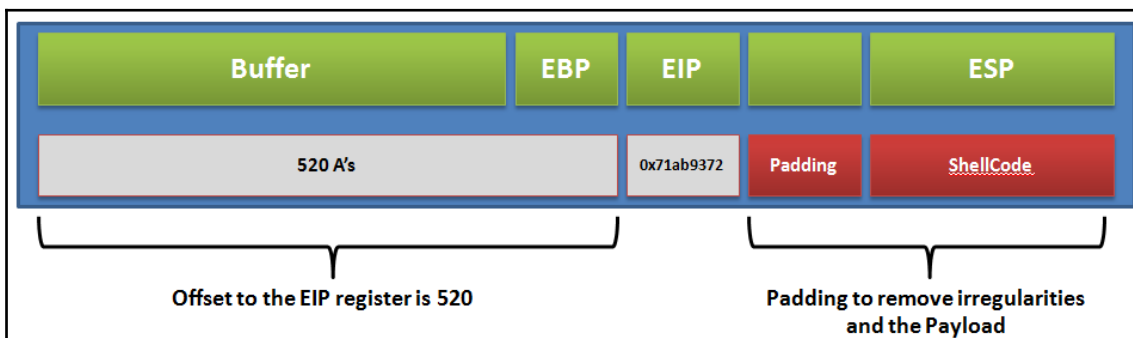 Buffer
EBP
EIP
ESP
520 A's
0x71ab9372
Padding
ShellCode
Offset to the EIP register is 520
Padding to remove irregularities
and the Payload